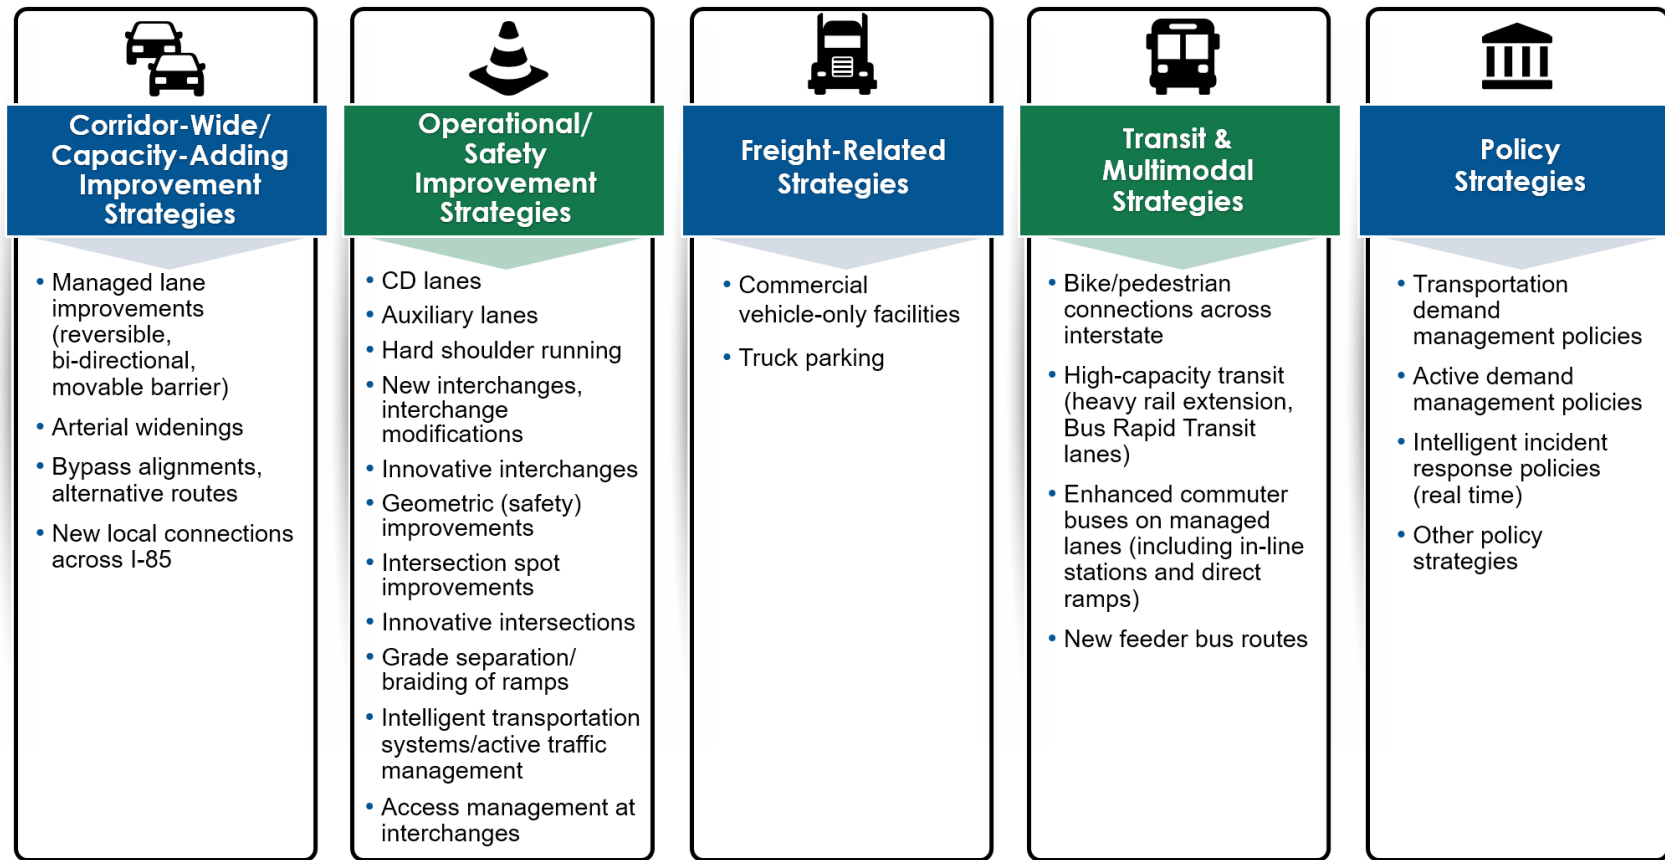 Corridor-Wide/
Capacity-Adding
Improvement
Strategies
• Managed lane
improvements
(reversible,
bi-directional,
movable barrier)
• Arterial widenings
• Bypass alignments,
alternative routes
• New local connections
across I-85
Operational/
Safety
Improvement
Strategies
• CD lanes
• Auxiliary lanes
• Hard shoulder running
• New interchanges,
interchange
modifications
• Innovative interchanges
• Geometric (safety)
improvements
• Intersection spot
improvements
• Innovative intersections
• Grade separation/
braiding of ramps
• Intelligent transportation
systems/active traffic
management
• Access management at
interchanges
Freight-Related
Strategies
• Commercial
vehicle-only facilities
• Truck parking
Transit &
Multimodal
Strategies
• Bike/pedestrian
connections across
interstate
• High-capacity transit
(heavy rail extension,
Bus Rapid Transit
lanes)
• Enhanced commuter
buses on managed
lanes (including in-line
stations and direct
ramps)
• New feeder bus routes
Policy
Strategies
• Transportation
demand
management policies
• Active demand
management policies
• Intelligent incident
response policies
(real time)
• Other policy
strategies